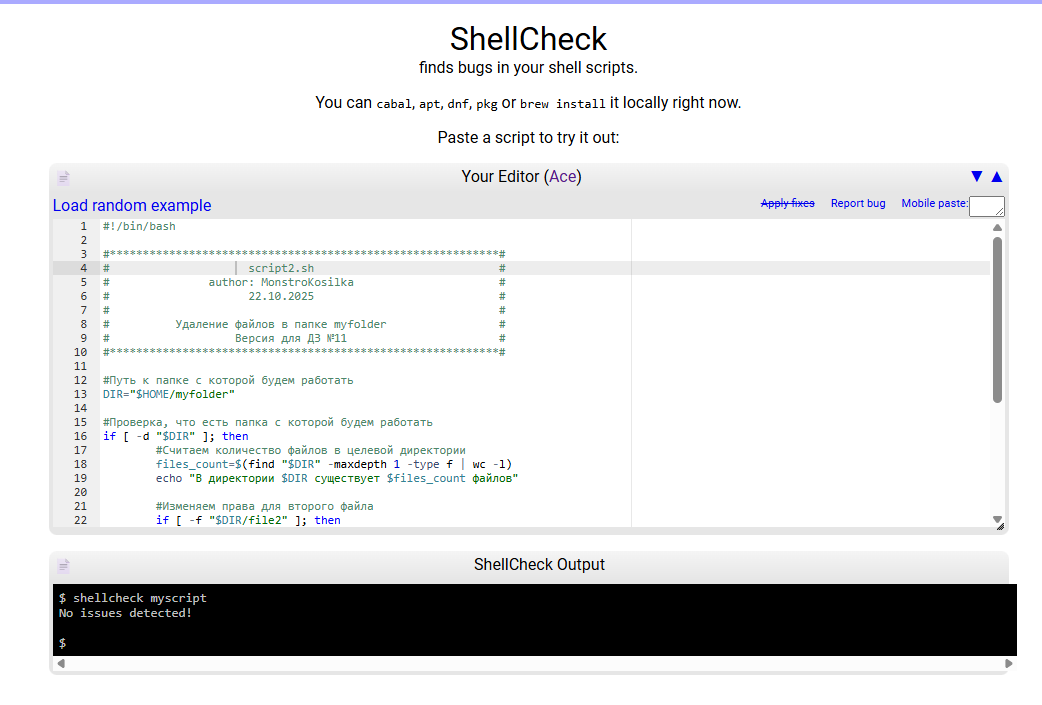 ShellCheck
finds bugs in your shell scripts.
You can cabal, apt, dnf, pkg or brew install it locally right now.
Paste a script to try it out:
Your Editor (Ace)
▼ ▲
Load random example
Apply fixes Report bug Mobile paste:
1 #!/bin/bash
2
3 #***********************************************************#
4 # script2.sh #
5 # author: MonstroKosilka #
6 # 22.10.2025 #
7 # #
8 # Удаление файлов в папке myfolder #
9 # Версия для ДЗ №11 #
10 #***********************************************************#
11
12 #Путь к папке с которой будем работать
13 DIR="$HOME/myfolder"
14
15 #Проверка, что есть папка с которой будем работать
16 if [ -d "$DIR" ]; then
17 #Считаем количество файлов в целевой директории
18 files_count=$(find "$DIR" -maxdepth 1 -type f | wc -l)
19 echo "В директории $DIR существует $files_count файлов"
20
21 #Изменяем права для второго файла
22 if [ -f "$DIR/file2" ]; then
ShellCheck Output
$ shellcheck myscript
No issues detected!
$